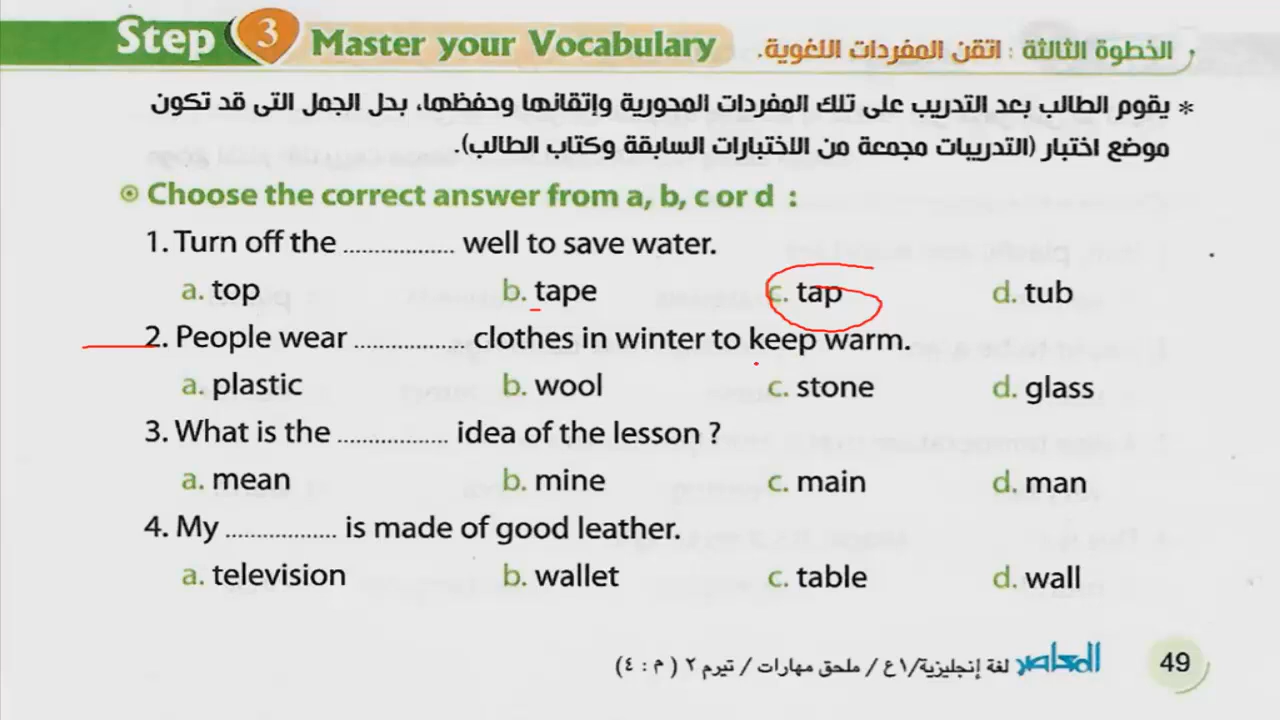 Step 3 Master your Vocabulary الخطوة الثالثة : اتقن المفردات اللغوية.
* يقوم الطالب بعد التدريب على تلك المفردات المحورية وإتقانها وحفظها، بحل الجمل التى قد تكون
موضع اختبار (التدريبات مجمعة من الاختبارات السابقة وكتاب الطالب).
Choose the correct answer from a, b, c or d :
1. Turn off the ................ well to save water.
a. top b. tape c. tap d. tub
2. People wear ................ clothes in winter to keep warm.
a. plastic b. wool c. stone d. glass
3. What is the ................ idea of the lesson ?
a. mean b. mine c. main d. man
4. My ................ is made of good leather.
a. television b. wallet c. table d. wall
المعاصر لغة إنجليزية/١ع / ملحق مهارات / تيرم ٢ ( م : ٤ ) 49